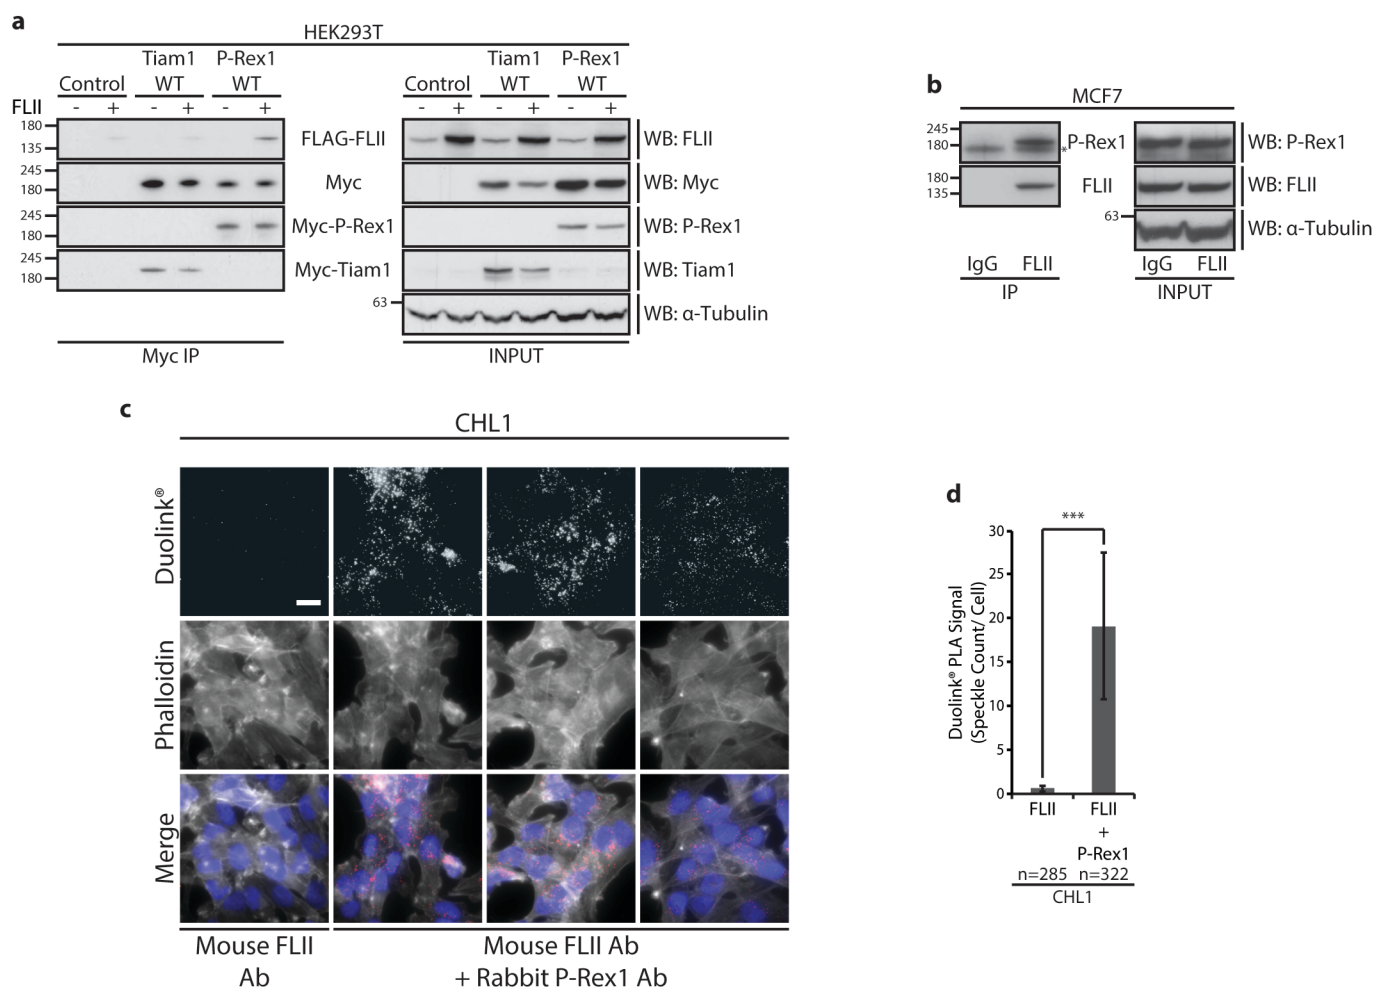 a
HEK293T
Tiam1 P-Rex1 Tiam1 P-Rex1
Control WT WT Control WT WT
FLII - + - + - + - + - + - +
180
135
FLAG-FLII
WB: FLII
245
180
Myc
WB: Myc
245
180
Myc-P-Rex1
WB: P-Rex1
245
180
Myc-Tiam1
WB: Tiam1
63
WB: α-Tubulin
Myc IP
INPUT
b
MCF7
245
180
*P-Rex1
WB: P-Rex1
180
135
FLII
WB: FLII
63
WB: α-Tubulin
IgG FLII IgG FLII
IP INPUT
c
CHL1
Duolink®
Phalloidin
Merge
Mouse FLII
Ab
Mouse FLII Ab
+ Rabbit P-Rex1 Ab
d
Duolink® PLA Signal
(Speckle Count/ Cell)
***
30
25
20
15
10
5
0
FLII FLII
+
P-Rex1
n=285 n=322
CHL1